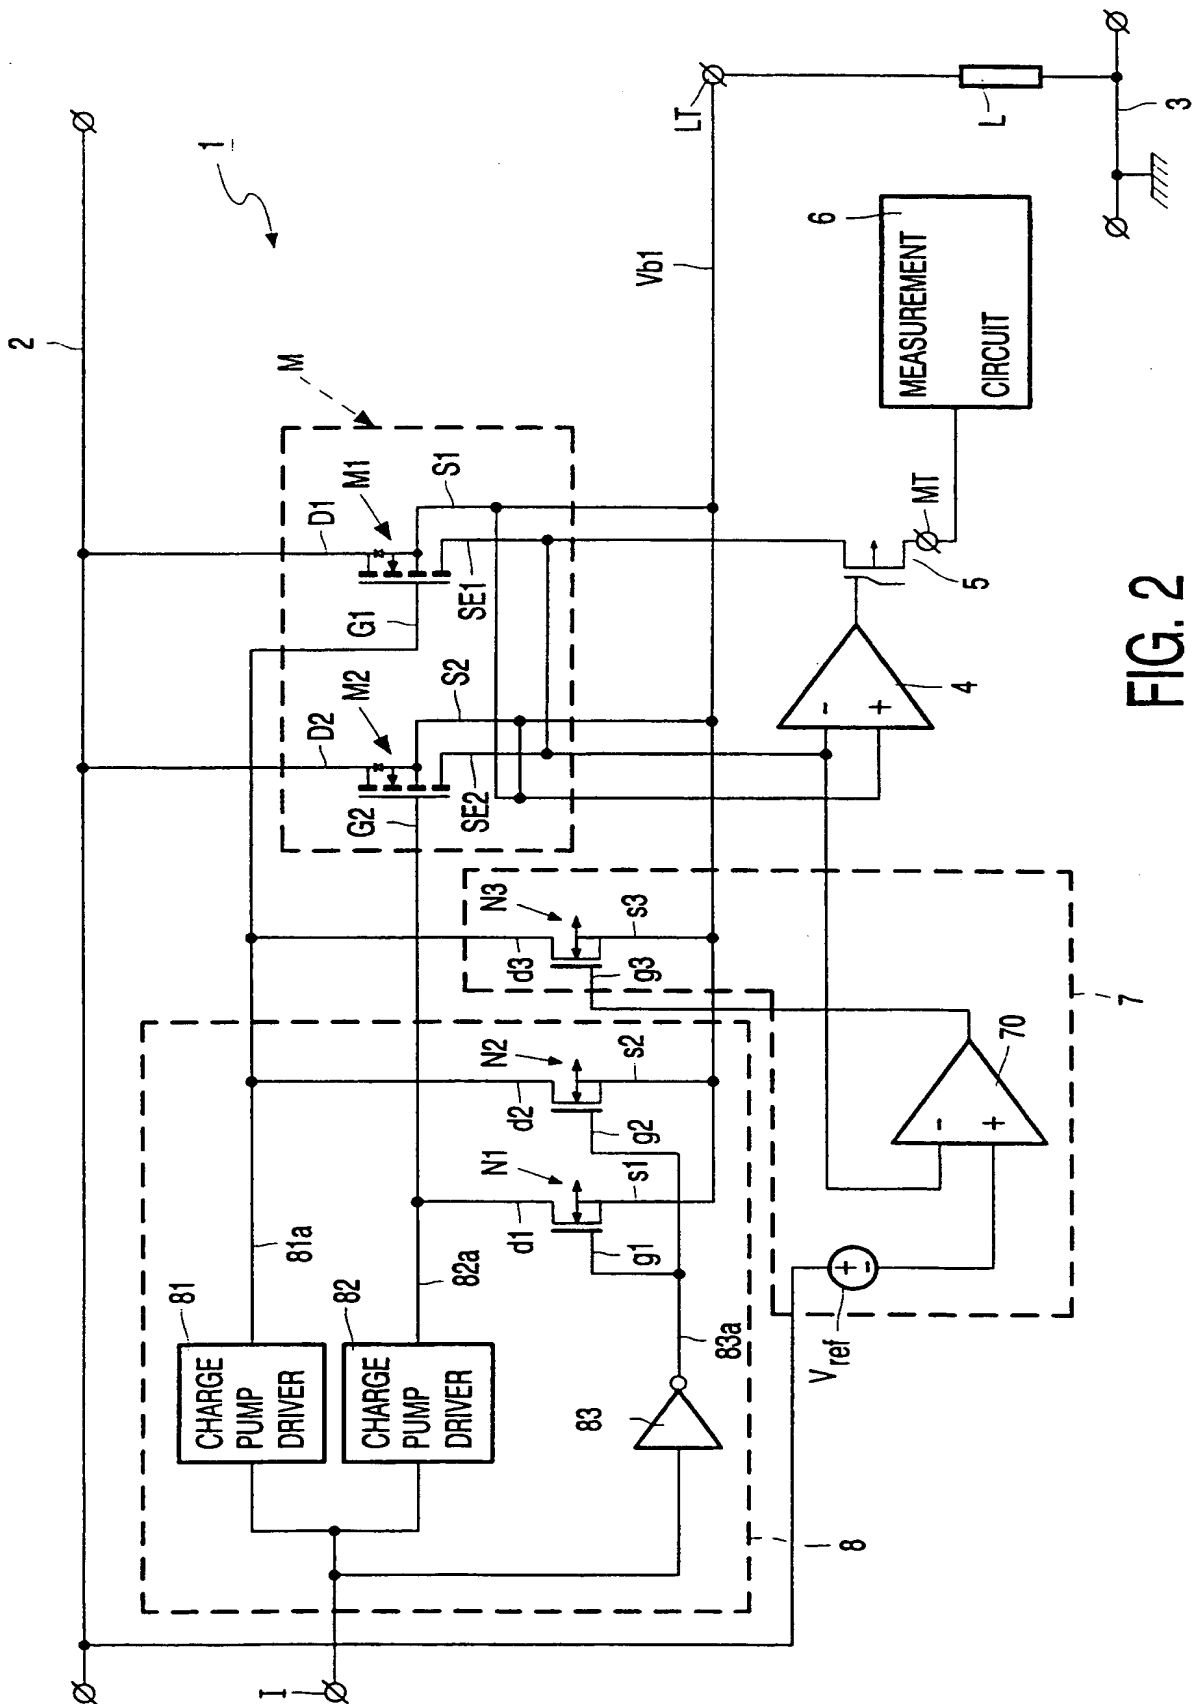 2
1
M
D1
M1
S1
G1
SE1
D2
M2
S2
G2
SE2
LT
L
3
Vb1
6
MEASUREMENT
CIRCUIT
MT
5
4
-
+
81
CHARGE
PUMP
DRIVER
81a
82
CHARGE
PUMP
DRIVER
82a
N3
d3
s3
g3
N2
d2
s2
g2
N1
d1
s1
g1
83
83a
8
I
7
70
-
+
+
-
Vref
FIG. 2